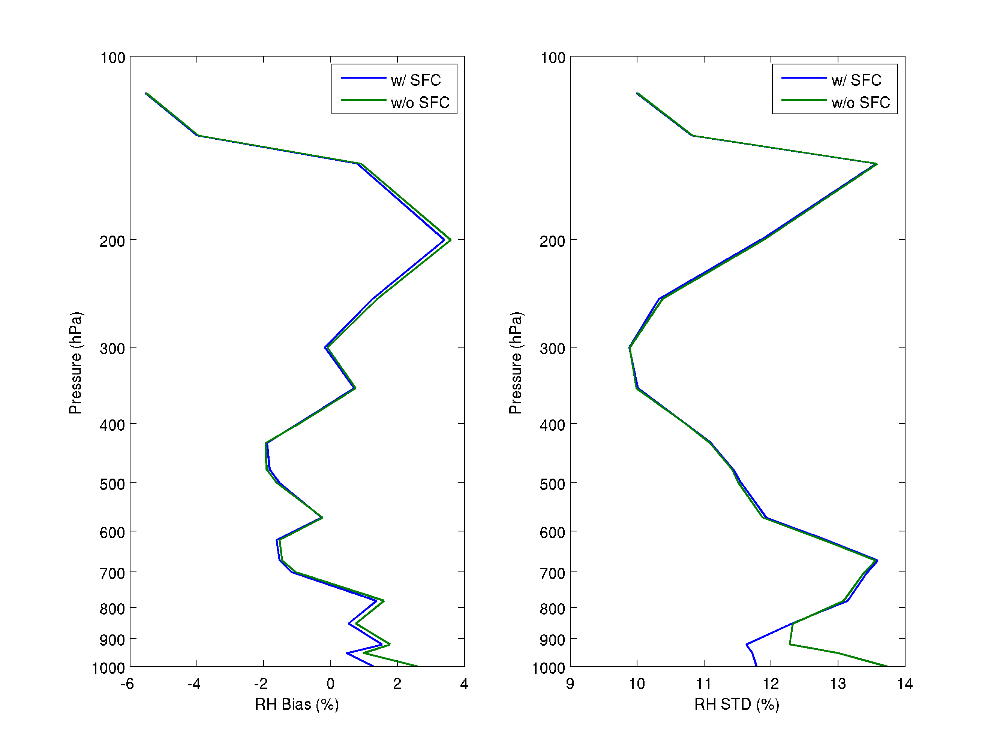 100
200
300
400
500
600
700
800
900
1000
-6 -4 -2 0 2 4
Pressure (hPa)
RH Bias (%)
w/ SFC
w/o SFC
100
200
300
400
500
600
700
800
900
1000
9 10 11 12 13 14
Pressure (hPa)
RH STD (%)
w/ SFC
w/o SFC